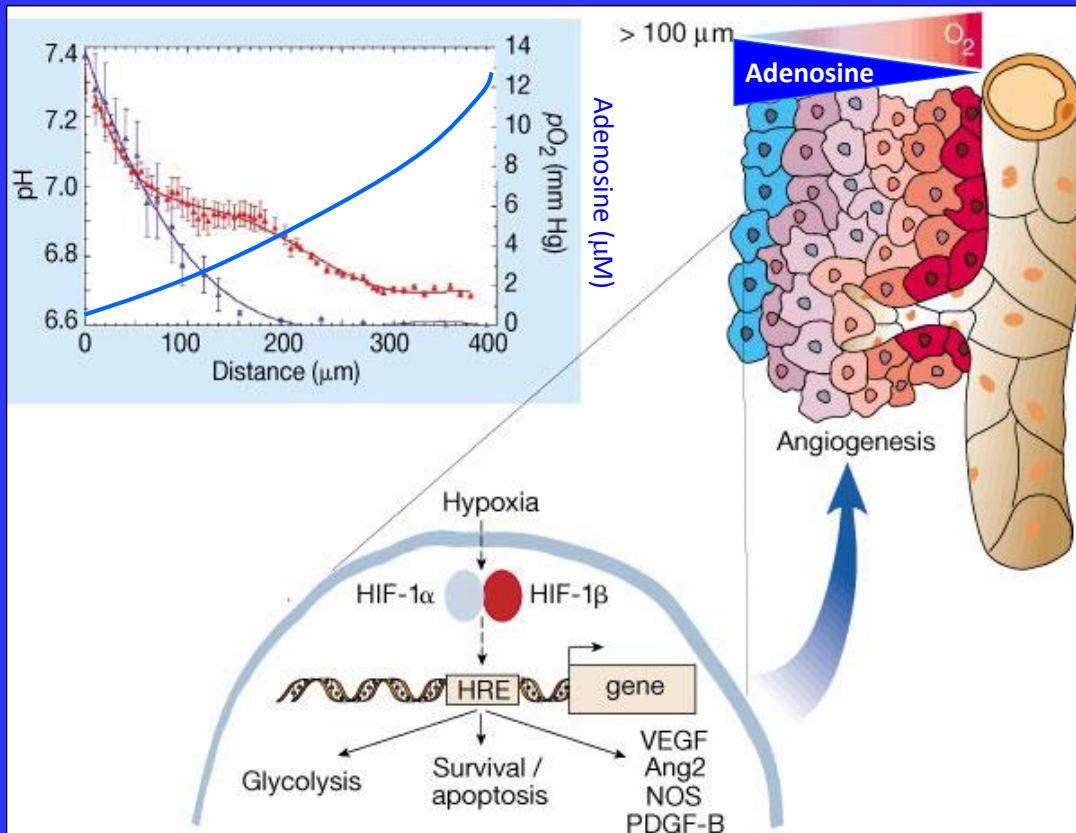 7.4
7.2
7.0
6.8
6.6
pH
0
100
200
300
400
Distance (μm)
14
12
10
8
6
4
2
0
pO₂ (mm Hg)
Adenosine (μM)
> 100 μm
O₂
Adenosine
Angiogenesis
Hypoxia
HIF-1α
HIF-1β
HRE
gene
Glycolysis
Survival /
apoptosis
VEGF
Ang2
NOS
PDGF-B